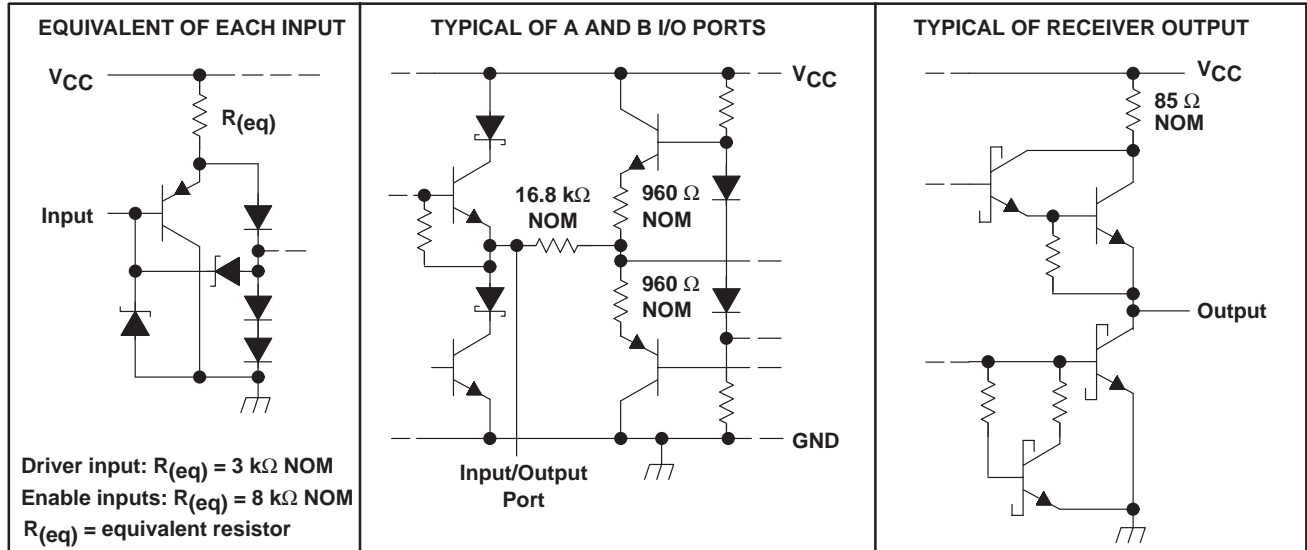 EQUIVALENT OF EACH INPUT
VCC
R(eq)
Input
Driver input: R(eq) = 3 kΩ NOM
Enable inputs: R(eq) = 8 kΩ NOM
R(eq) = equivalent resistor
TYPICAL OF A AND B I/O PORTS
VCC
16.8 kΩ
NOM
960 Ω
NOM
960 Ω
NOM
GND
Input/Output
Port
TYPICAL OF RECEIVER OUTPUT
VCC
85 Ω
NOM
Output